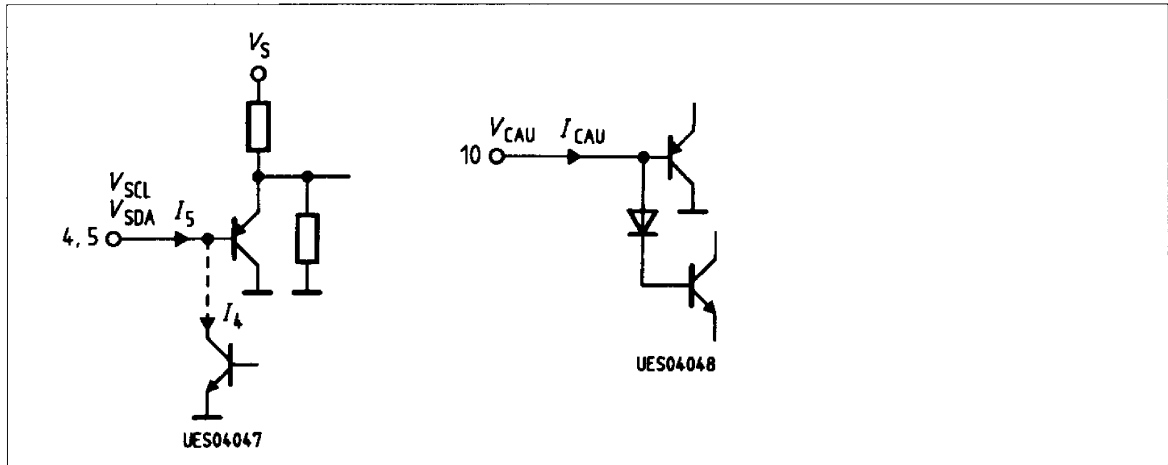 V_S
V_SCL
V_SDA
I_5
4, 5
I_4
UES04047
V_CAU
I_CAU
10
UES04048